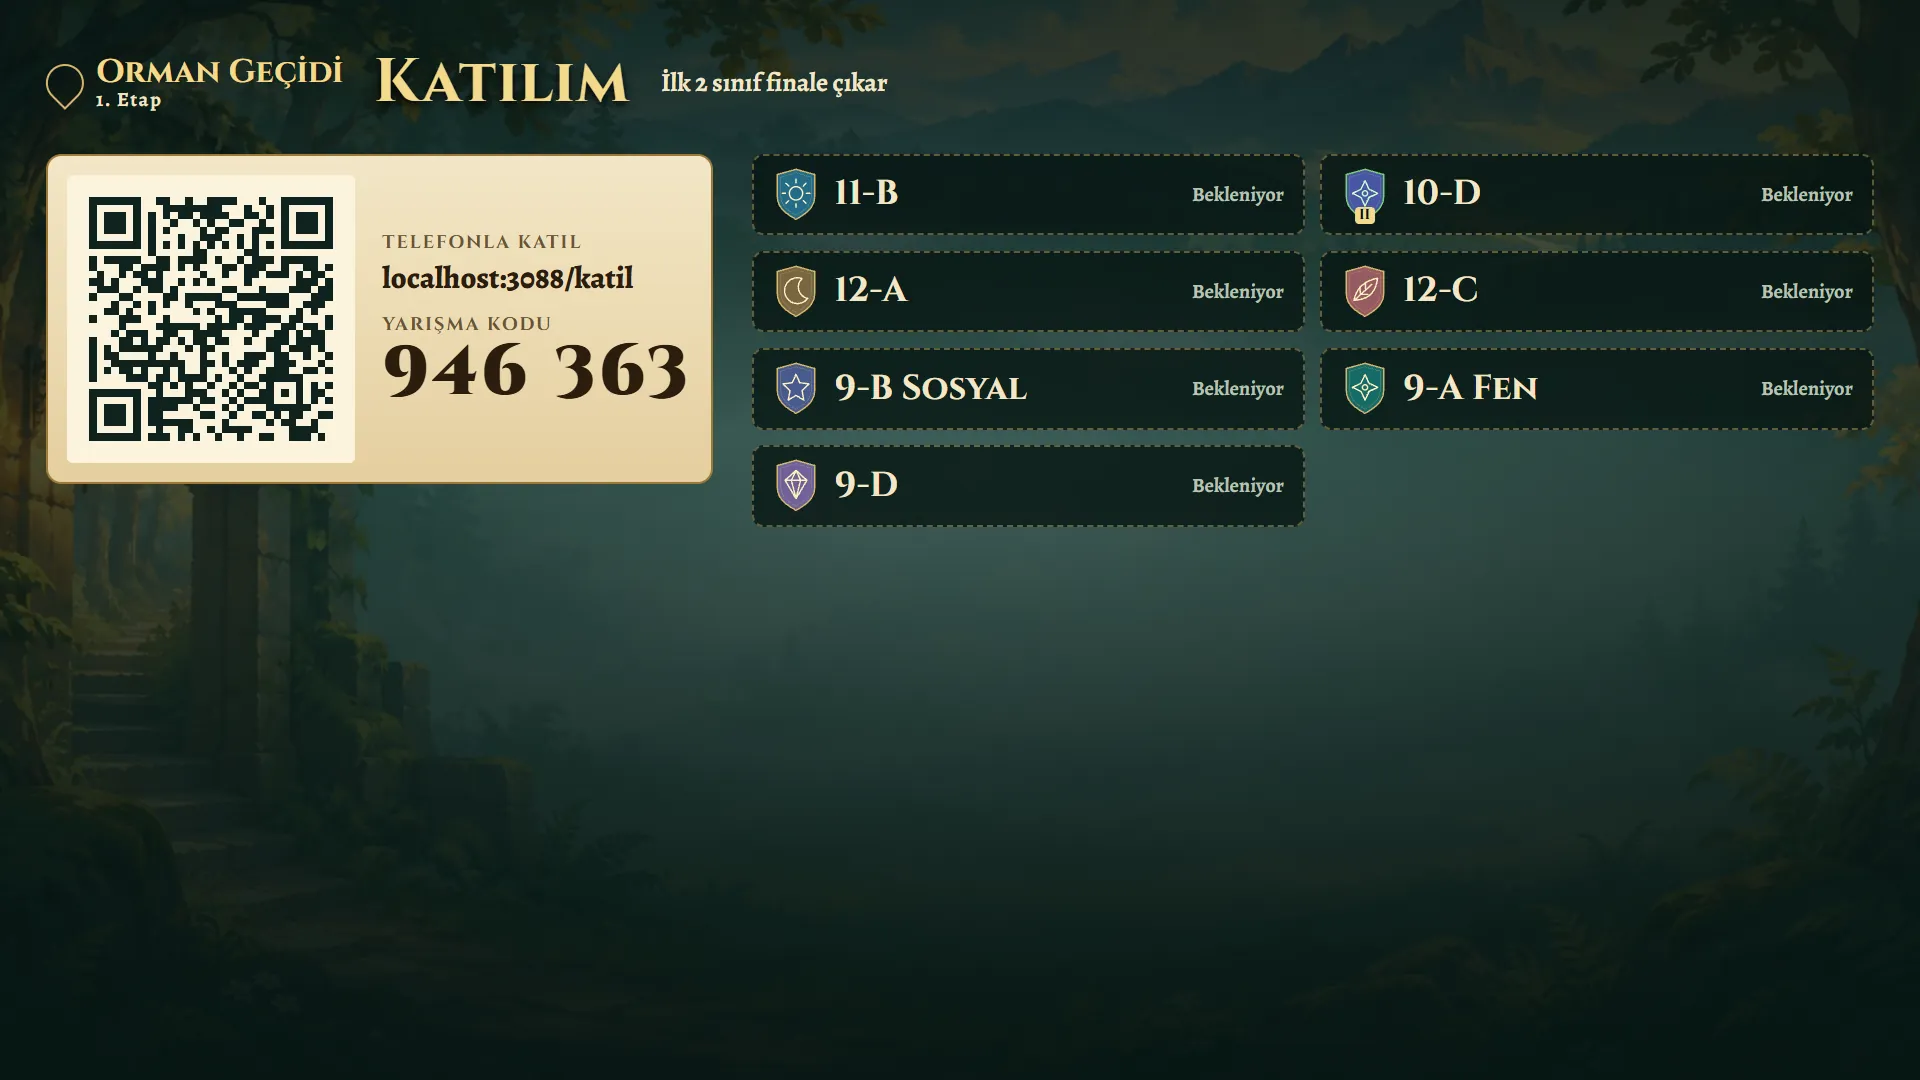 Orman Geçidi
1. Etap
Katılım
İlk 2 sınıf finale çıkar
TELEFONLA KATIL
localhost:3088/katil
YARIŞMA KODU
946 363
11-B
Bekleniyor
10-D
Bekleniyor
II
12-A
Bekleniyor
12-C
Bekleniyor
9-B Sosyal
Bekleniyor
9-A Fen
Bekleniyor
9-D
Bekleniyor